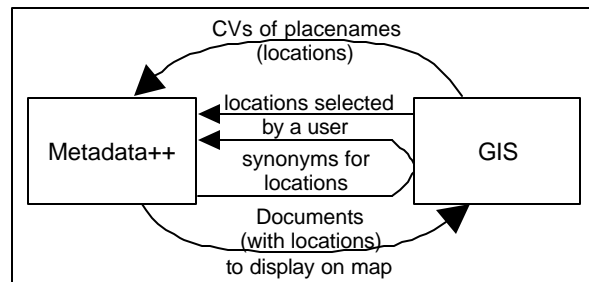 CVs of placenames
(locations)
locations selected
by a user
Metadata++
GIS
synonyms for
locations
Documents
(with locations)
to display on map